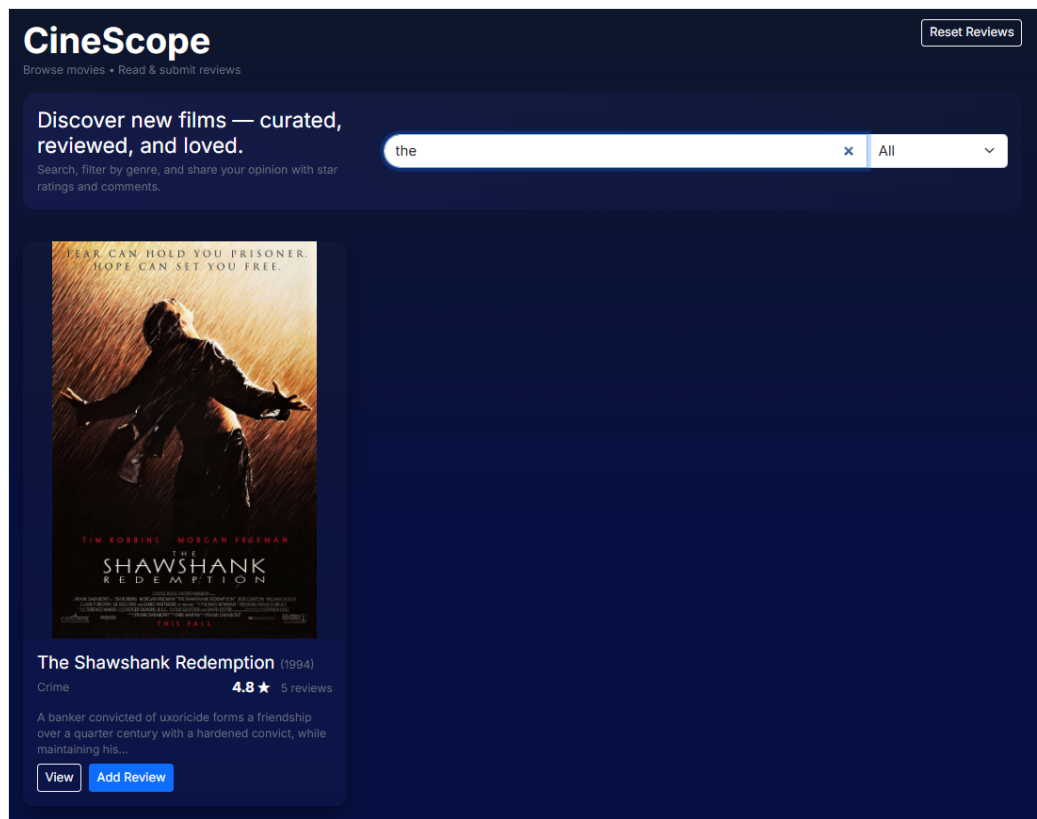 CineScope
Reset Reviews
Browse movies • Read & submit reviews
Discover new films — curated,
reviewed, and loved.
Search, filter by genre, and share your opinion with star
ratings and comments.
the
All
FEAR CAN HOLD YOU PRISONER.
HOPE CAN SET YOU FREE.
TIM ROBBINS MORGAN FREEMAN
THE
SHAWSHANK
REDEMPTION
THIS FALL
The Shawshank Redemption (1994)
Crime 4.8 ★ 5 reviews
A banker convicted of uxoricide forms a friendship
over a quarter century with a hardened convict, while
maintaining his...
View Add Review